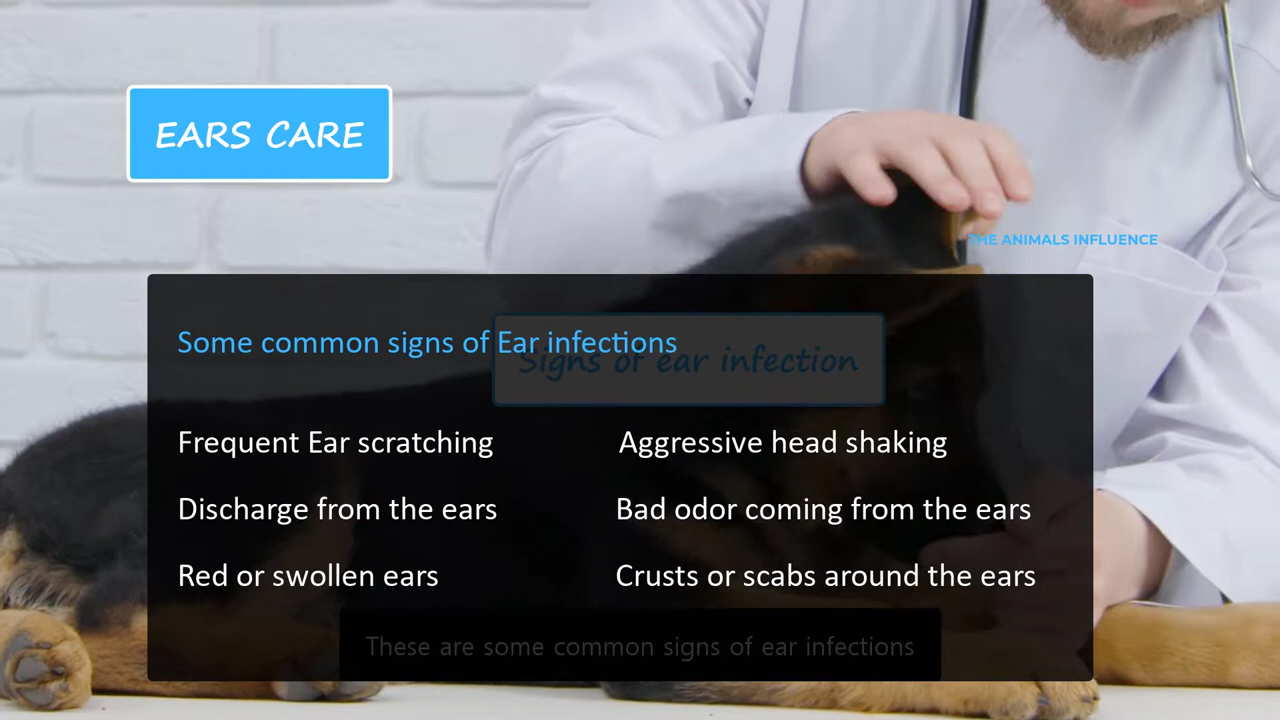 EARS CARE
THE ANIMALS INFLUENCE
Some common signs of Ear infections
Signs of ear infection
Frequent Ear scratching
Aggressive head shaking
Discharge from the ears
Bad odor coming from the ears
Red or swollen ears
Crusts or scabs around the ears
These are some common signs of ear infections